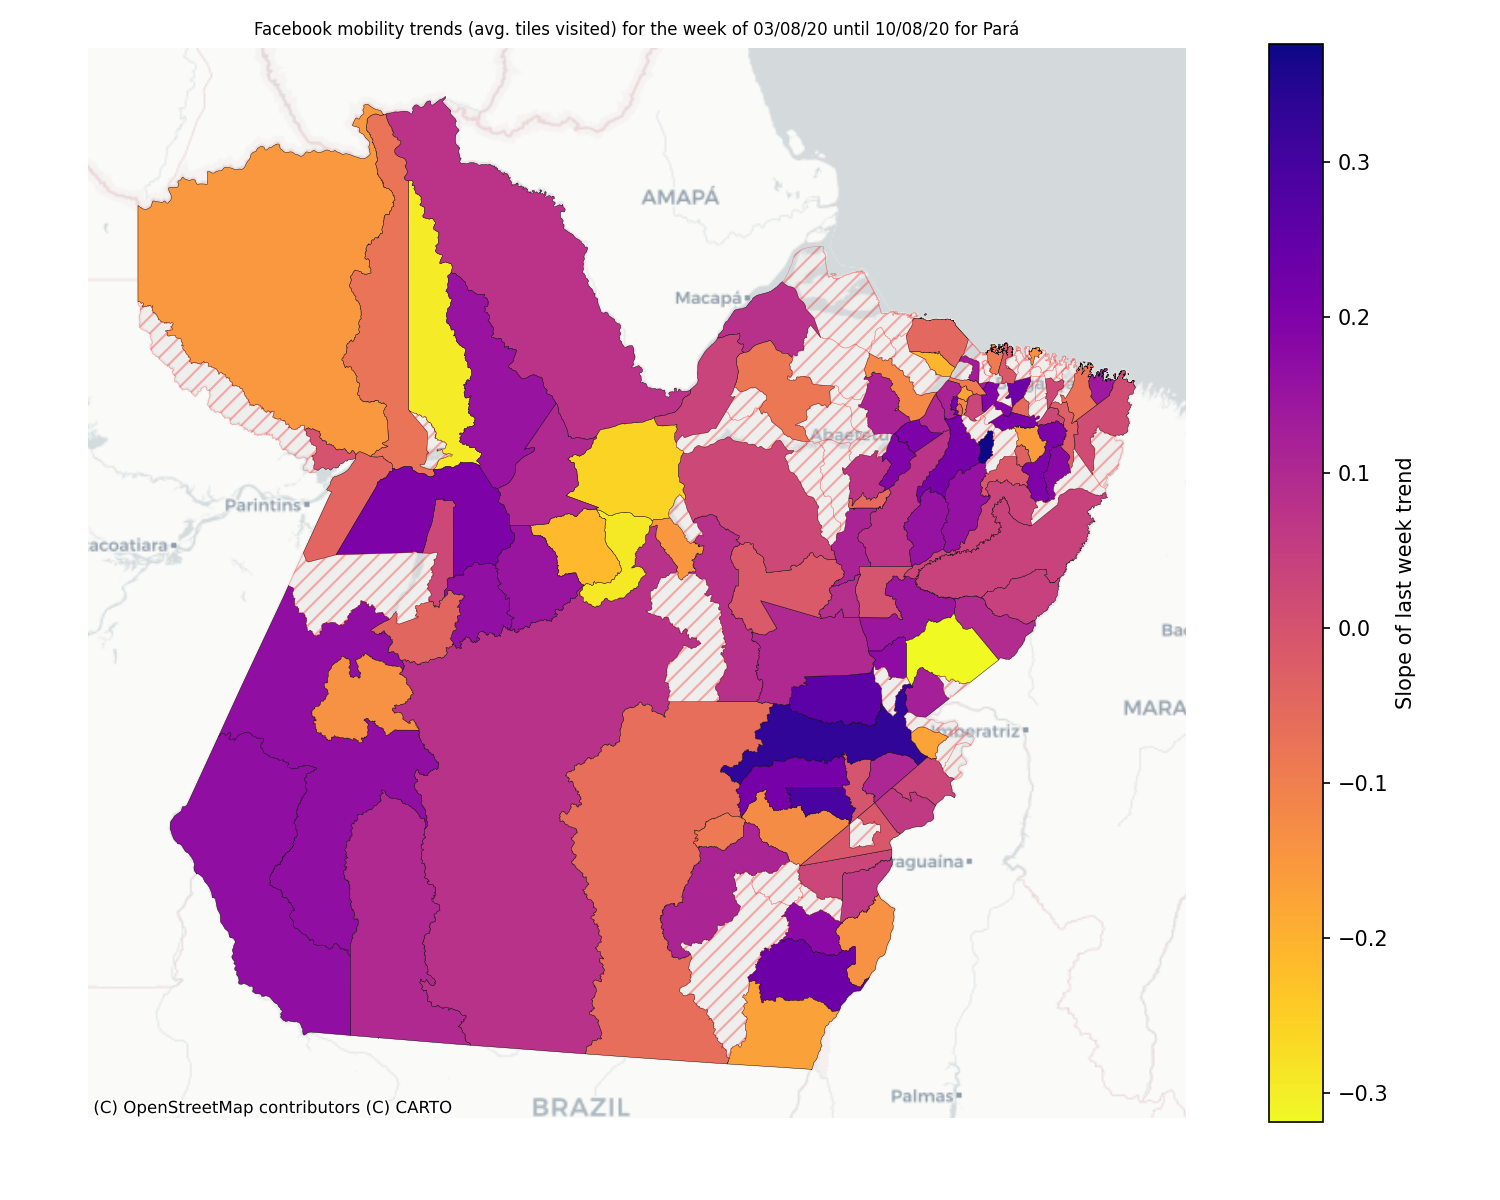 Facebook mobility trends (avg. tiles visited) for the week of 03/08/20 until 10/08/20 for Pará
AMAPÁ
Macapá
Abaetetu
Parintins
acoatiara
Bac
MARA
Imperatriz
raguaína
Palmas
BRAZIL
(C) OpenStreetMap contributors (C) CARTO
0.3
0.2
0.1
0.0
−0.1
−0.2
−0.3
Slope of last week trend